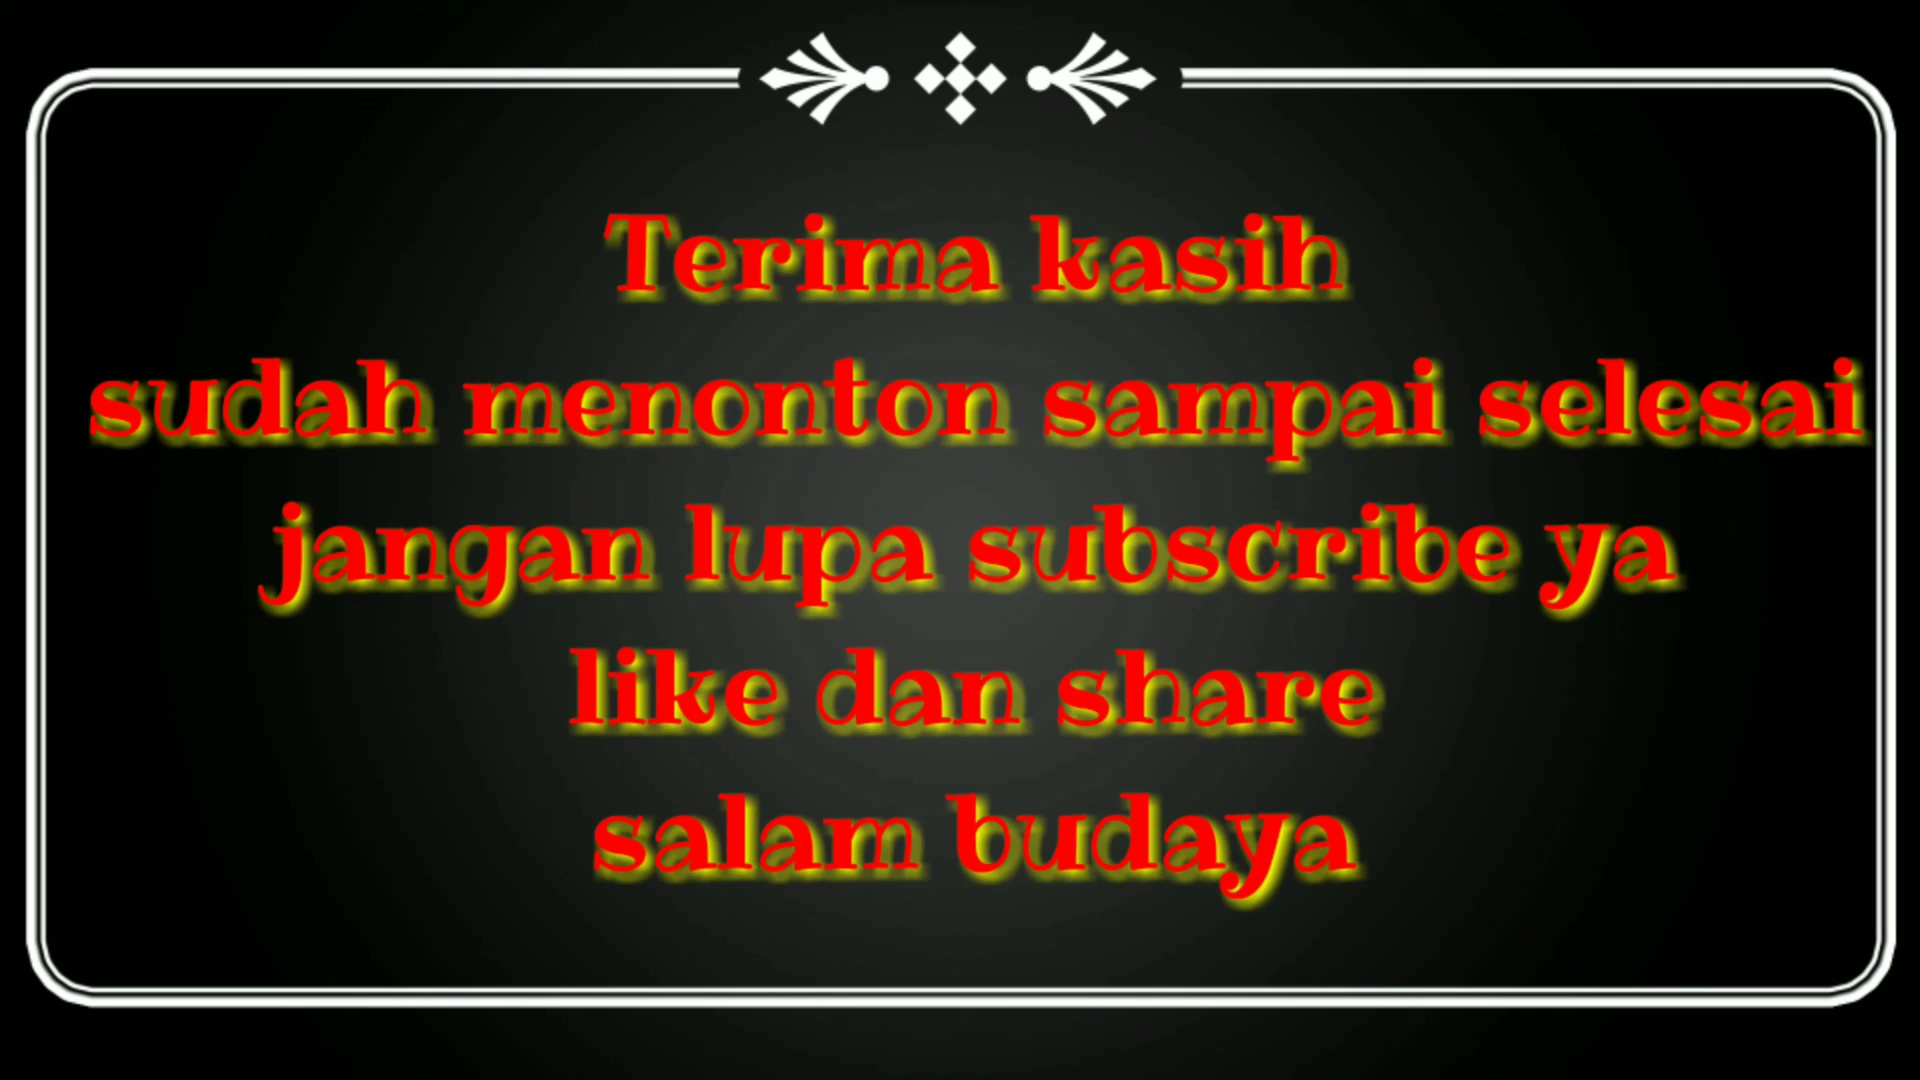 Terima kasih
sudah menonton sampai selesai
jangan lupa subscribe ya
like dan share
salam budaya